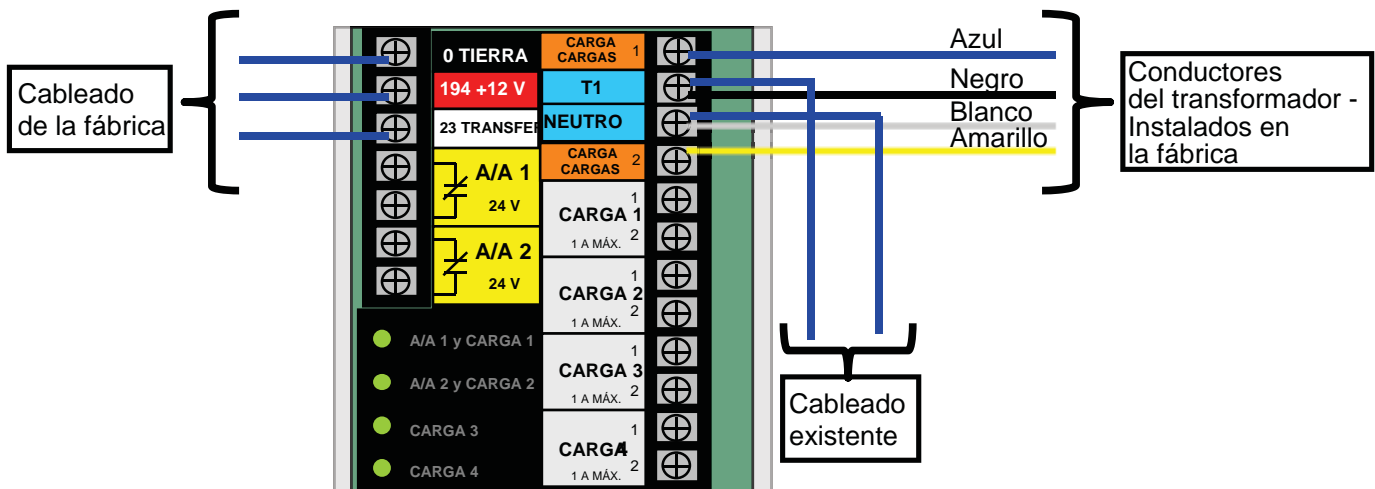 Cableado
de la fábrica
0 TIERRA
194 +12 V
23 TRANSFER
A/A 1
24 V
A/A 2
24 V
A/A 1 y CARGA 1
A/A 2 y CARGA 2
CARGA 3
CARGA 4
CARGA
CARGAS 1
T1
NEUTRO
CARGA
CARGAS 2
1
CARGA 1
1 A MÁX. 2
1
CARGA 2
2
1 A MÁX.
1
CARGA 3
1 A MÁX. 2
1
CARGA4
1 A MÁX. 2
Azul
Negro
Blanco
Amarillo
Conductores
del transformador -
Instalados en
la fábrica
Cableado
existente